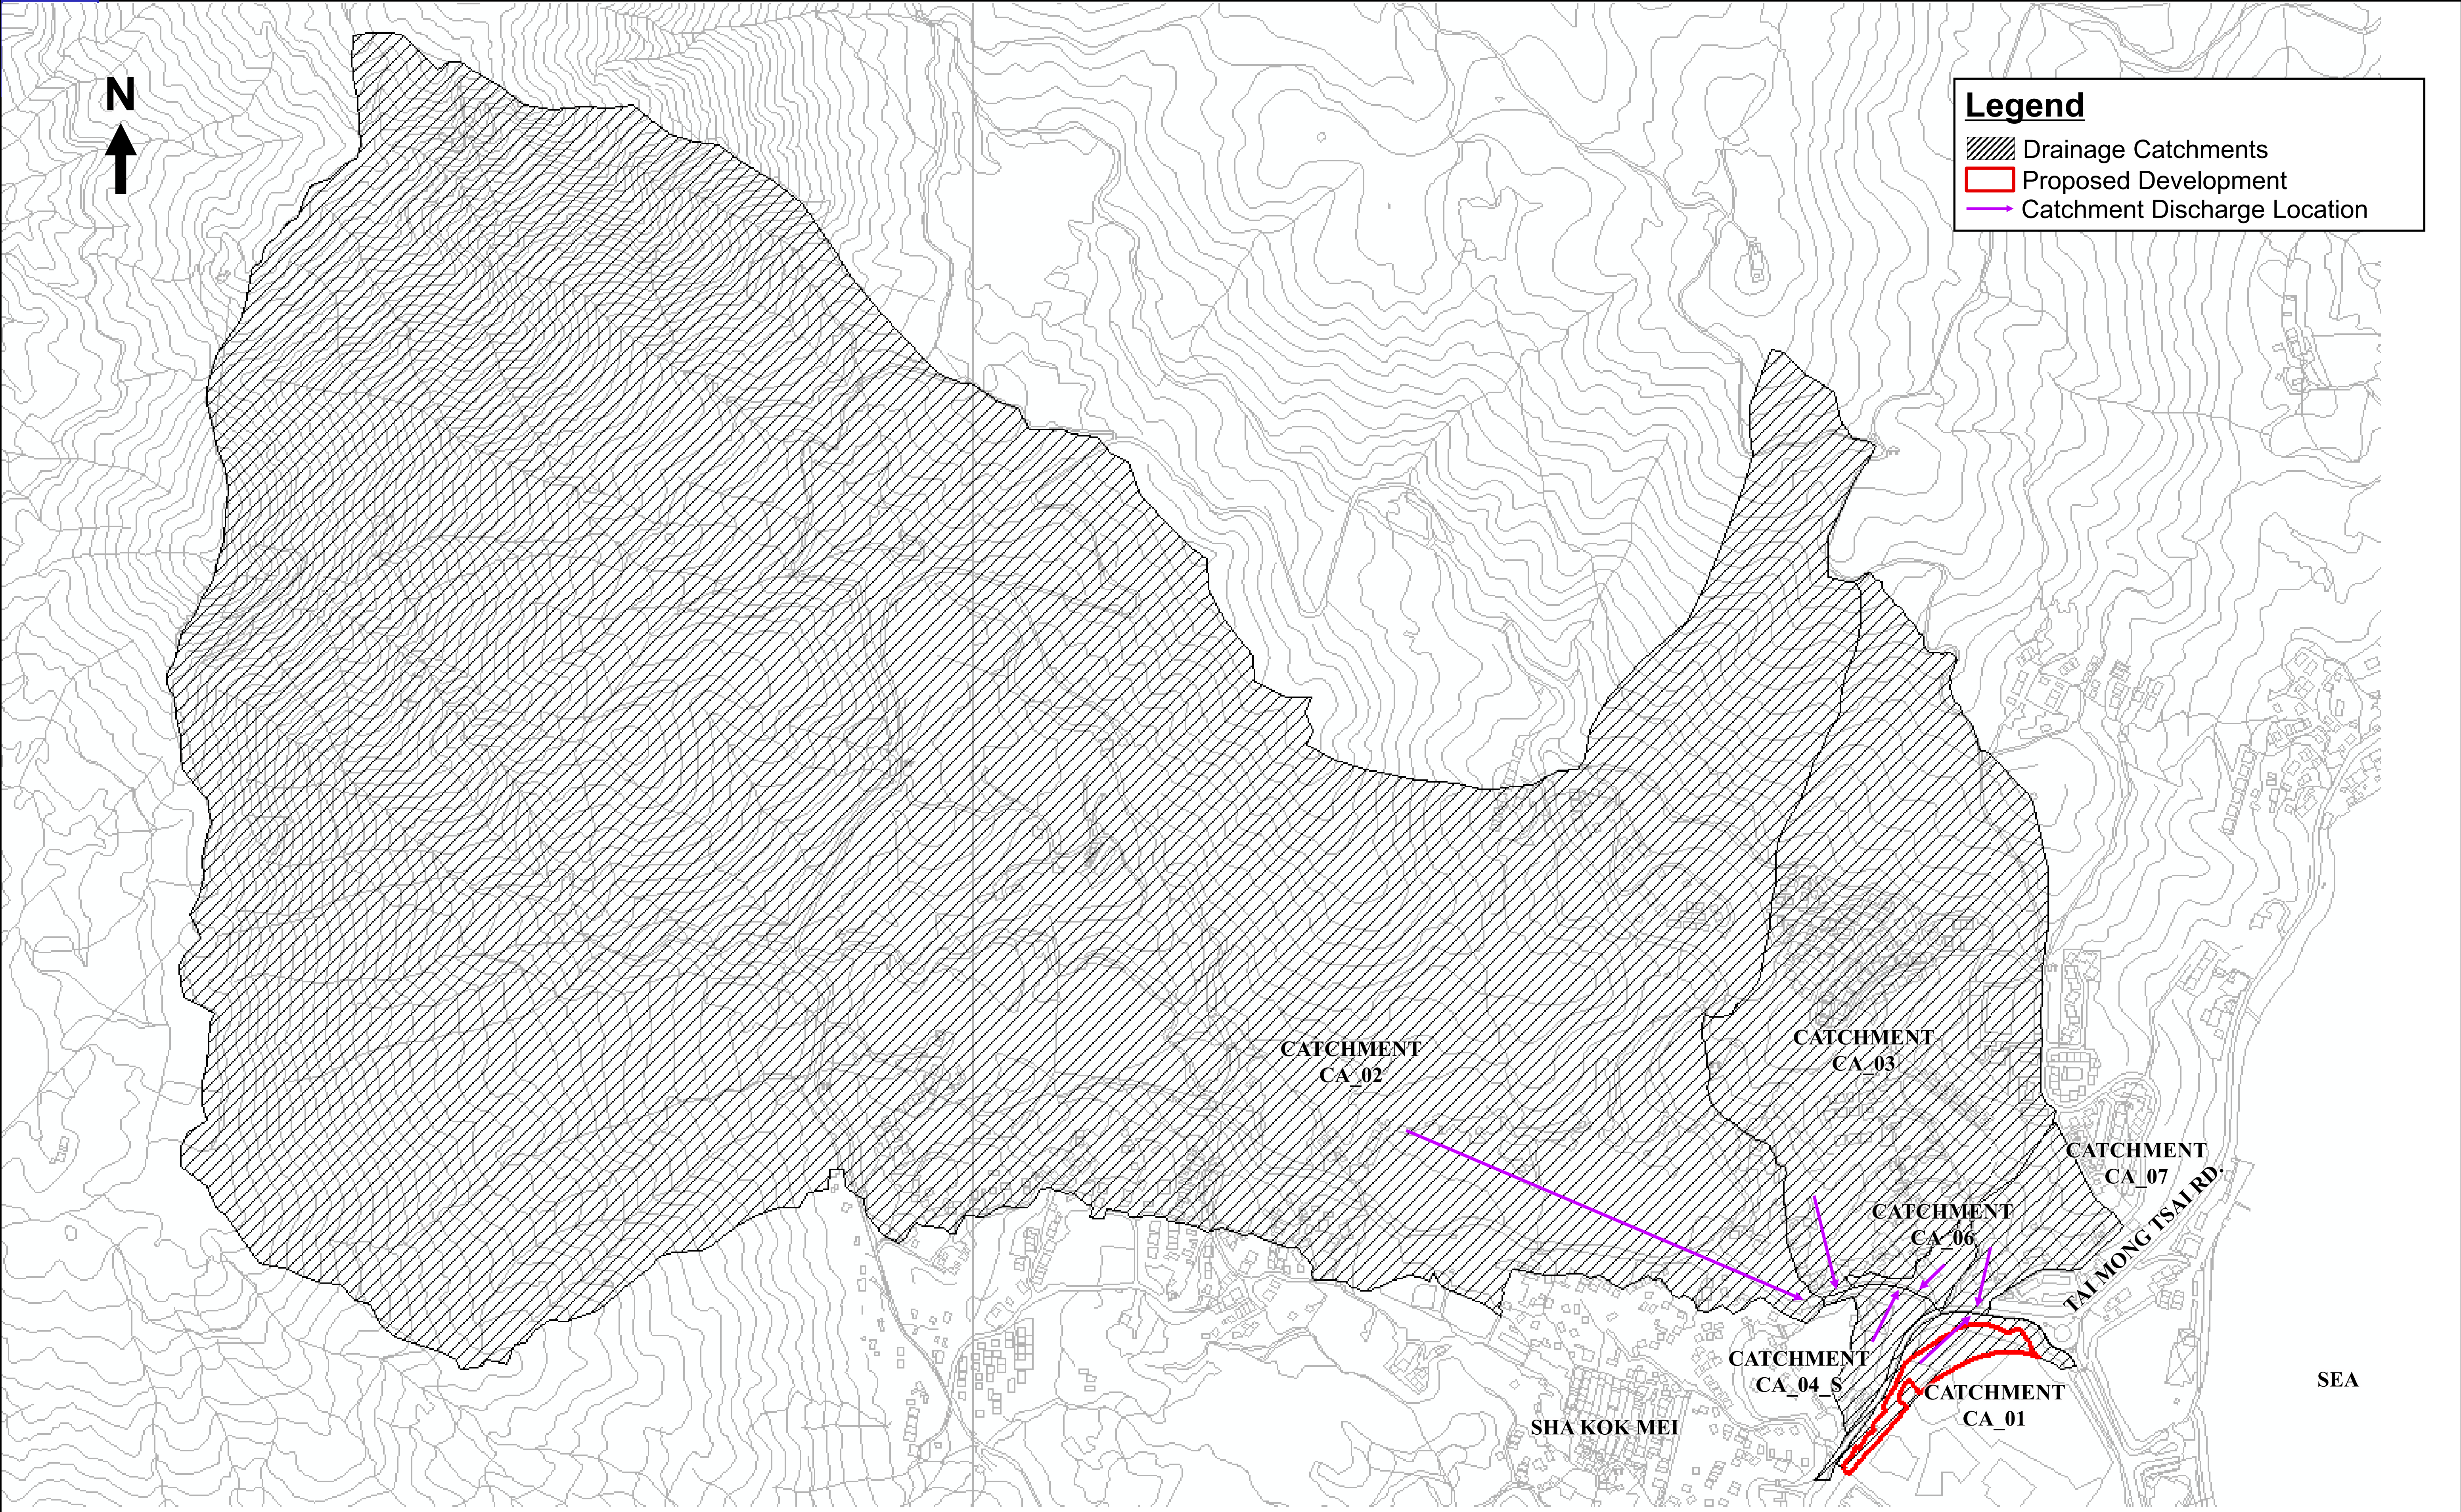 N
Legend
Drainage Catchments
Proposed Development
Catchment Discharge Location
CATCHMENT
CA_02
CATCHMENT
CA_03
CATCHMENT
CA_07
TAI MONG TSAI RD.
CATCHMENT
CA_06
CATCHMENT
CA_04_S
CATCHMENT
CA_01
SEA
SHA KOK MEI